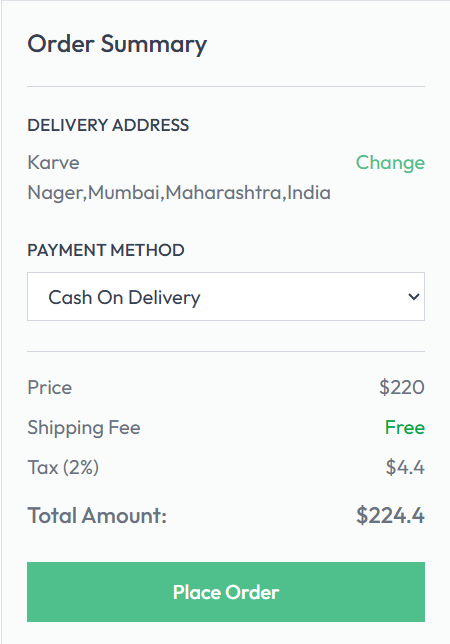 Order Summary
DELIVERY ADDRESS
Karve Change
Nager,Mumbai,Maharashtra,India
PAYMENT METHOD
Cash On Delivery
Price $220
Shipping Fee Free
Tax (2%) $4.4
Total Amount: $224.4
Place Order